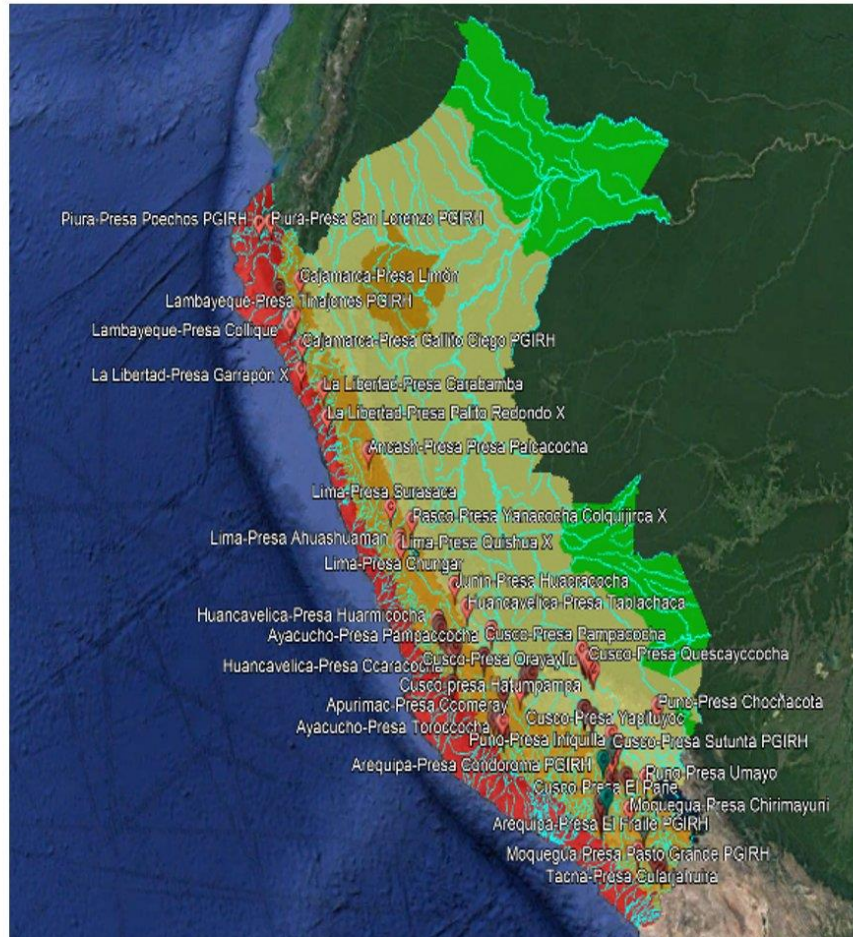 Piura-Presa Poechos PGIRH
Piura-Presa San Lorenzo PGIRH
Cajamarca-Presa Limón
Lambayeque-Presa Tinajones PGIRH
Lambayeque-Presa Collique
Cajamarca-Presa Gallito Ciego PGIRH
La Libertad-Presa Garrapón X
La Libertad-Presa Carabamba
La Libertad-Presa Palito Redondo X
Ancash-Presa Presa Palcacocha
Lima-Presa Surasaca
Pasco-Presa Yanacocha Colquijirca X
Lima-Presa Ahuashuaman
Lima-Presa Quishua X
Lima-Presa Chungar
Junin-Presa Huacracocha
Huancavelica-Presa Tablachaca
Huancavelica-Presa Huarmicocha
Ayacucho-Presa Pampaccocha
Cusco-Presa Pampacocha
Cusco-Presa Quescayccocha
Huancavelica-Presa Ccaracocha
Cusco-Presa Orayayllu
Cusco-presa Hatumpampa
Apurimac-Presa Ccomeray
Puno-Presa Chochacota
Cusco-Presa Yapituyoc
Ayacucho-Presa Toroccocha
Puno-Presa Iniquilla
Cusco-Presa Sutunta PGIRH
Arequipa-Presa Condoroma PGIRH
Puno-Presa Umayo
Cusco-Presa El Pañe
Moquegua-Presa Chirimayuni
Arequipa-Presa El Fraile PGIRH
Moquegua-Presa Pasto Grande PGIRH